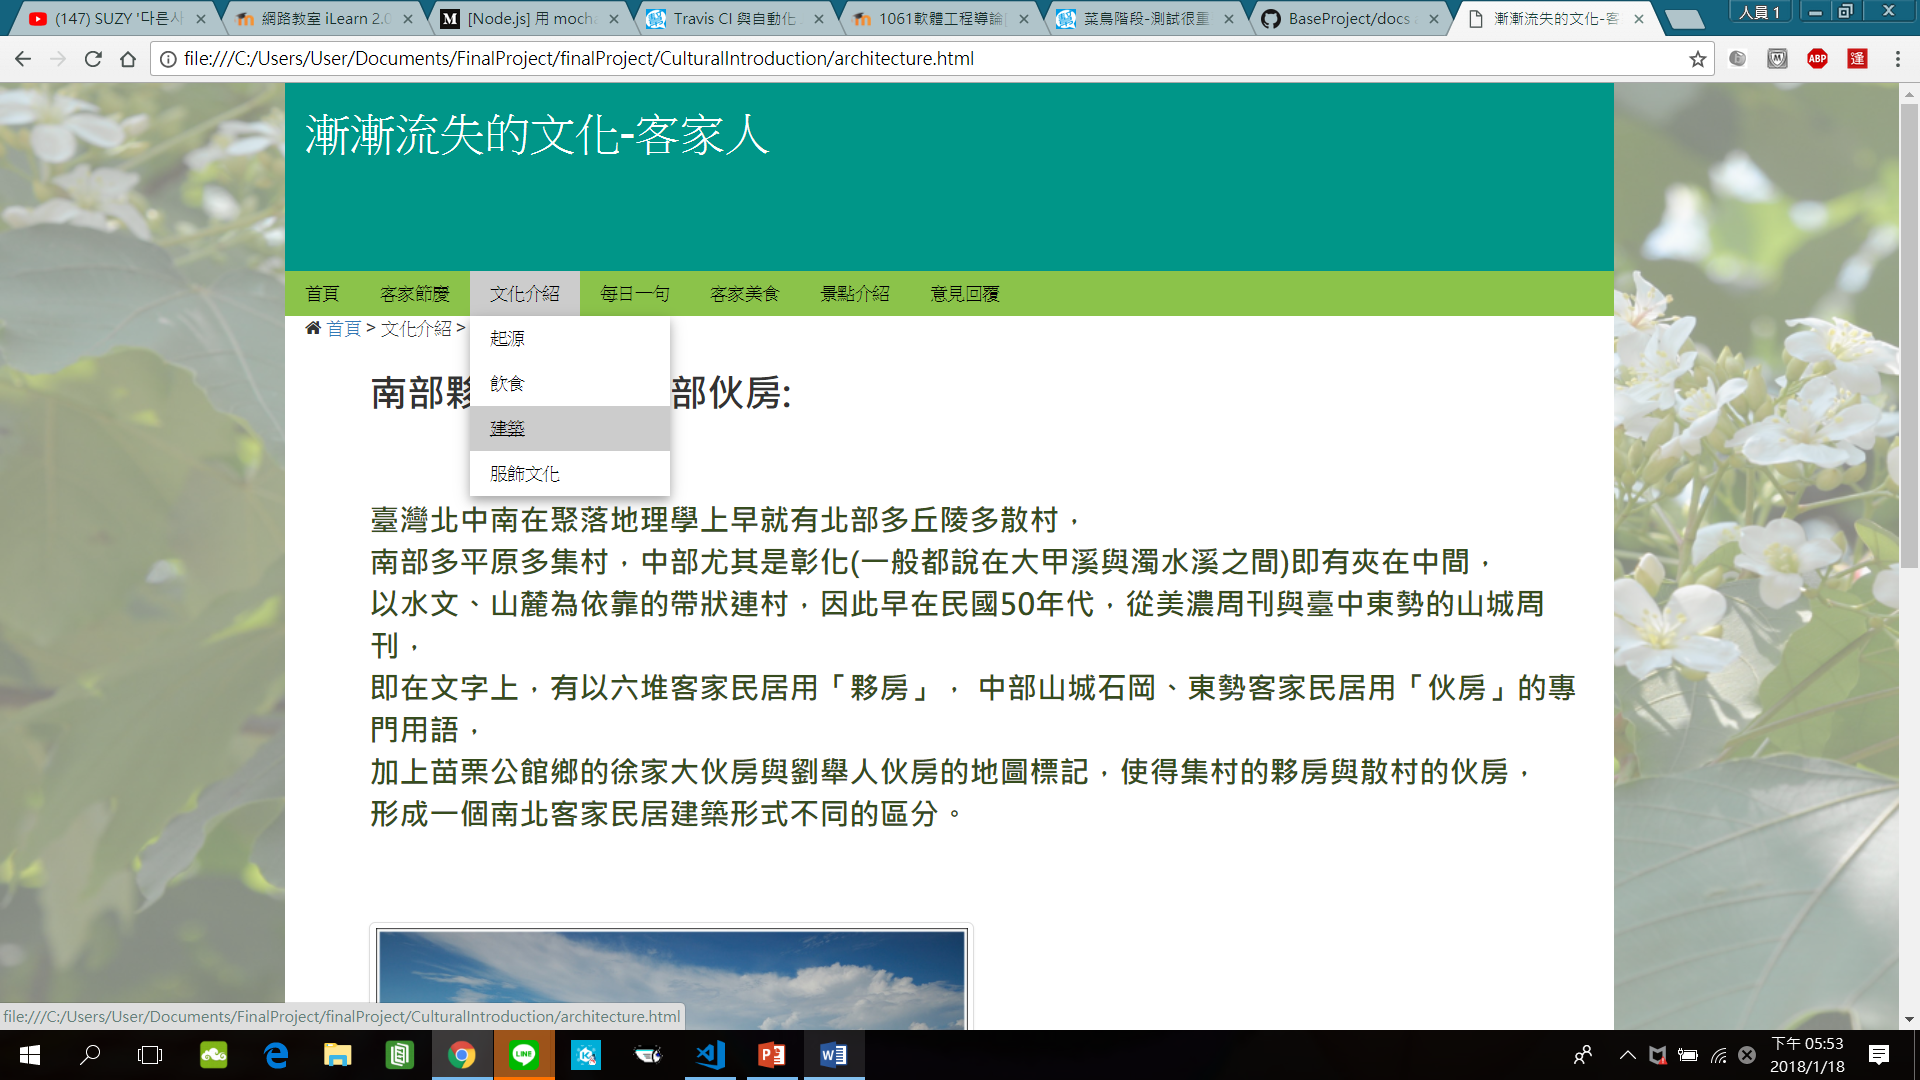 (147) SUZY '다른사
網路教室 iLearn 2.0
[Node.js] 用 moch
Travis CI 與自動化
1061軟體工程導論
菜鳥階段-測試很重
BaseProject/docs
漸漸流失的文化-客
人員 1
file:///C:/Users/User/Documents/FinalProject/finalProject/CulturalIntroduction/architecture.html
ABP
漸漸流失的文化-客家人
首頁 客家節慶 文化介紹 每日一句 客家美食 景點介紹 意見回覆
首頁 > 文化介紹 >
起源
飲食
建築
服飾文化
南部夥 部伙房:
臺灣北中南在聚落地理學上早就有北部多丘陵多散村，
南部多平原多集村，中部尤其是彰化(一般都說在大甲溪與濁水溪之間)即有夾在中間，
以水文、山麓為依靠的帶狀連村，因此早在民國50年代，從美濃周刊與臺中東勢的山城周
刊，
即在文字上，有以六堆客家民居用「夥房」， 中部山城石岡、東勢客家民居用「伙房」的專
門用語，
加上苗栗公館鄉的徐家大伙房與劉舉人伙房的地圖標記，使得集村的夥房與散村的伙房，
形成一個南北客家民居建築形式不同的區分。
file:///C:/Users/User/Documents/FinalProject/finalProject/CulturalIntroduction/architecture.html
LINE
下午 05:53
2018/1/18